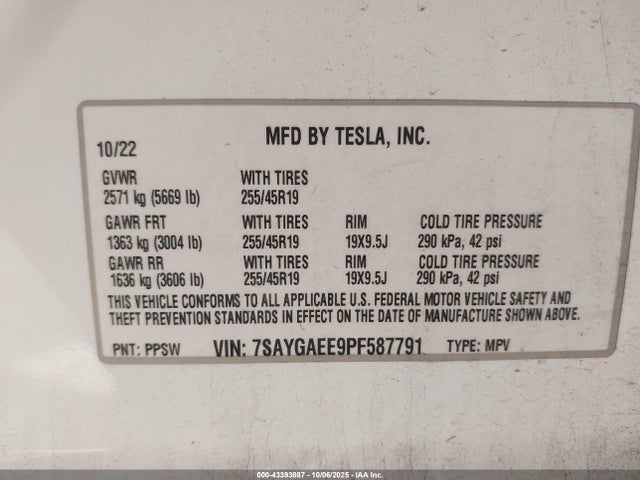 MFD BY TESLA, INC.
10/22
GVWR WITH TIRES
2571 kg (5669 lb) 255/45R19
GAWR FRT WITH TIRES RIM COLD TIRE PRESSURE
1363 kg (3004 lb) 255/45R19 19X9.5J 290 kPa, 42 psi
GAWR RR WITH TIRES RIM COLD TIRE PRESSURE
1636 kg (3606 lb) 255/45R19 19X9.5J 290 kPa, 42 psi
THIS VEHICLE CONFORMS TO ALL APPLICABLE U.S. FEDERAL MOTOR VEHICLE SAFETY AND
THEFT PREVENTION STANDARDS IN EFFECT ON THE DATE OF MANUFACTURE SHOWN ABOVE.
PNT: PPSW VIN: 7SAYGAEE9PF587791 TYPE: MPV
000-43393887 - 10/06/2025 - IAA Inc.